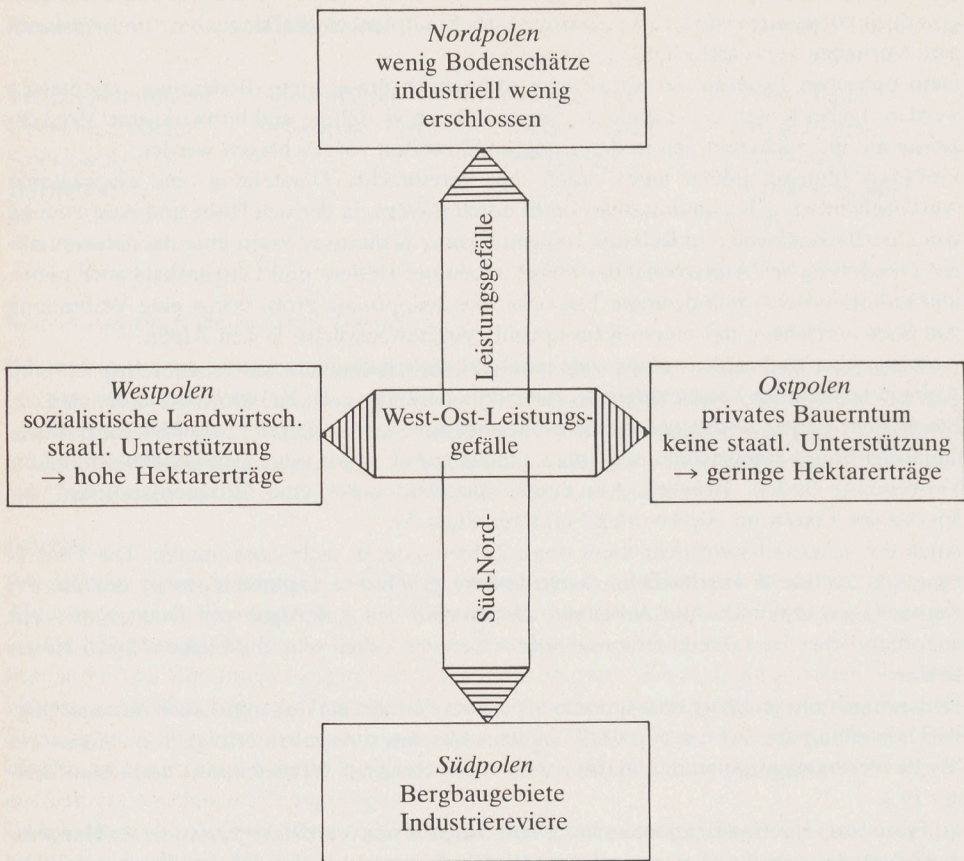 Nordpolen
wenig Bodenschätze
industriell wenig
erschlossen
Westpolen
sozialistische Landwirtsch.
staatl. Unterstützung
→ hohe Hektarerträge
West-Ost-Leistungs-
gefälle
Süd-Nord-
Leistungsgefälle
Ostpolen
privates Bauerntum
keine staatl. Unterstützung
→ geringe Hektarerträge
Südpolen
Bergbaugebiete
Industriereviere